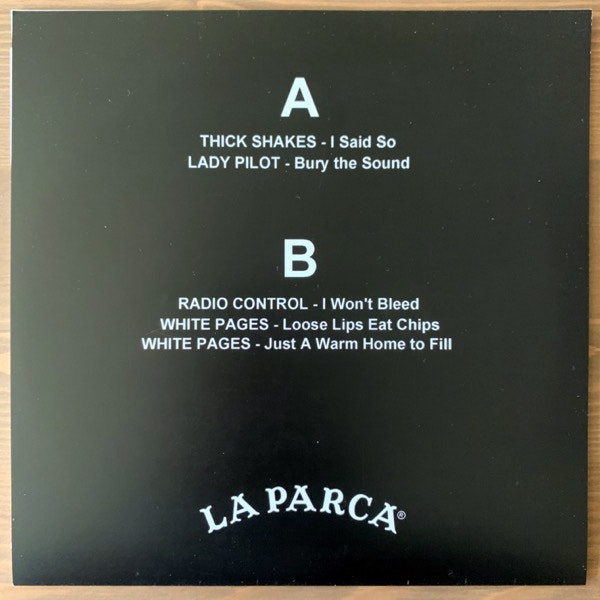 A
THICK SHAKES - I Said So
LADY PILOT - Bury the Sound
B
RADIO CONTROL - I Won't Bleed
WHITE PAGES - Loose Lips Eat Chips
WHITE PAGES - Just A Warm Home to Fill
LA PARCA®